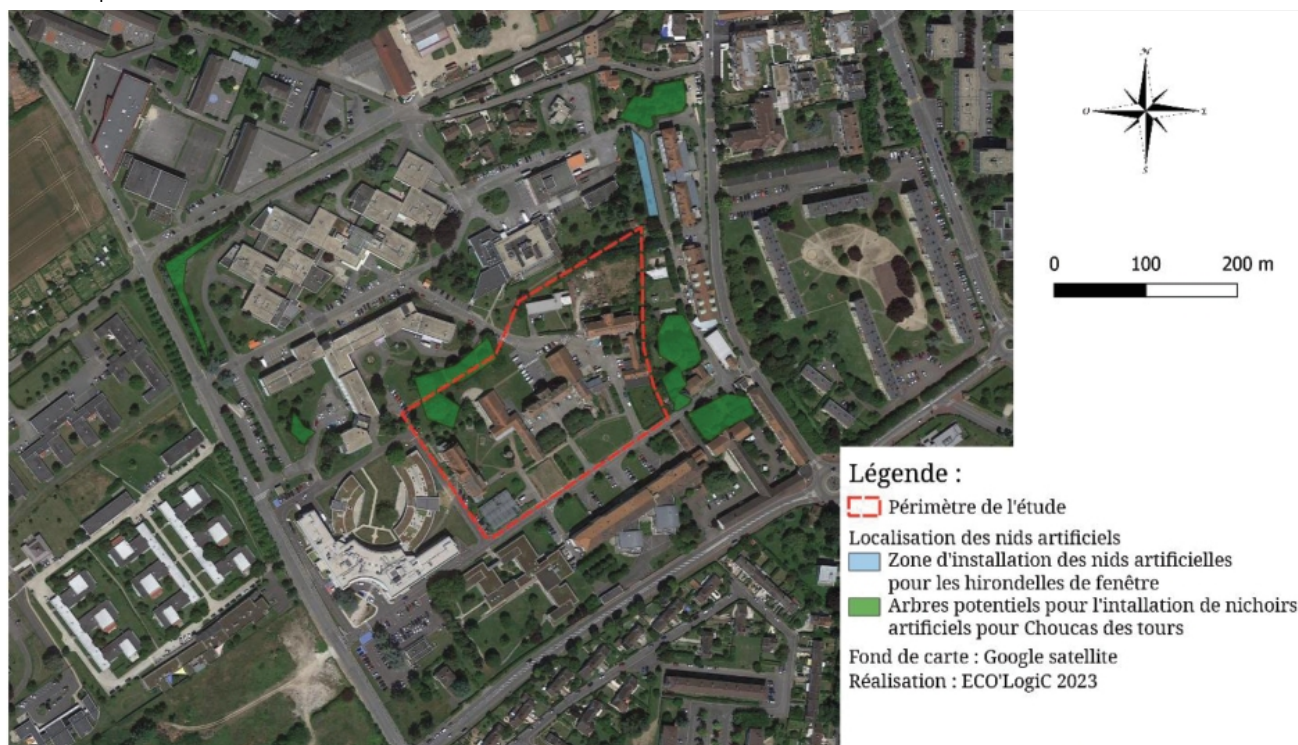 N
O
E
S
0 100 200 m
Légende :
Périmètre de l'étude
Localisation des nids artificiels
Zone d'installation des nids artificielles
pour les hirondelles de fenêtre
Arbres potentiels pour l'intallation de nichoirs
artificiels pour Choucas des tours
Fond de carte : Google satellite
Réalisation : ECO'LogiC 2023